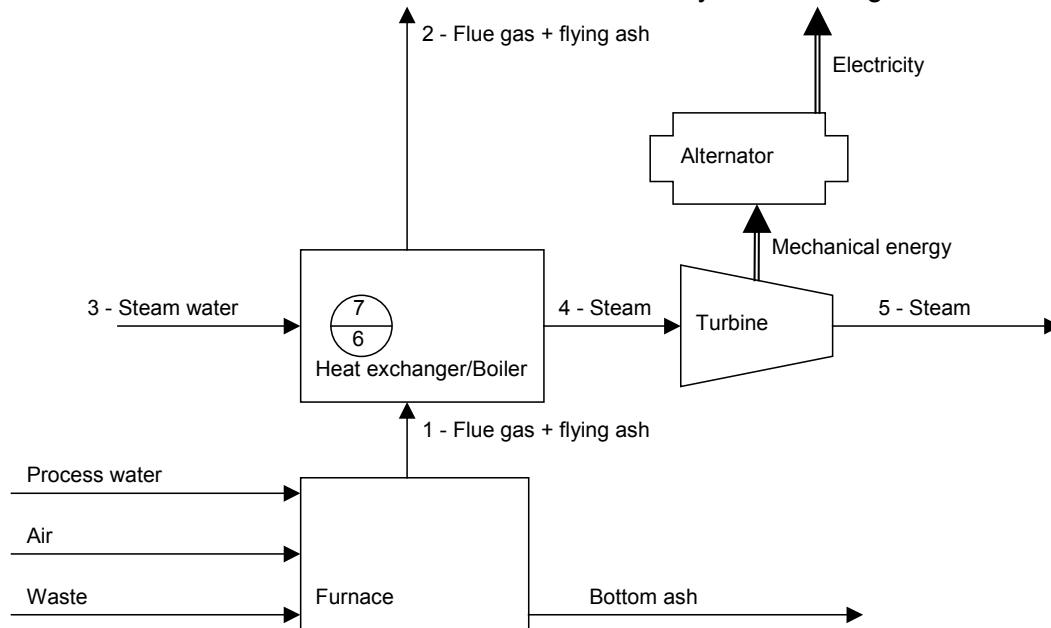 2 - Flue gas + flying ash
Electricity
Alternator
Mechanical energy
3 - Steam water
7
6
Heat exchanger/Boiler
4 - Steam
Turbine
5 - Steam
1 - Flue gas + flying ash
Process water
Air
Waste
Furnace
Bottom ash